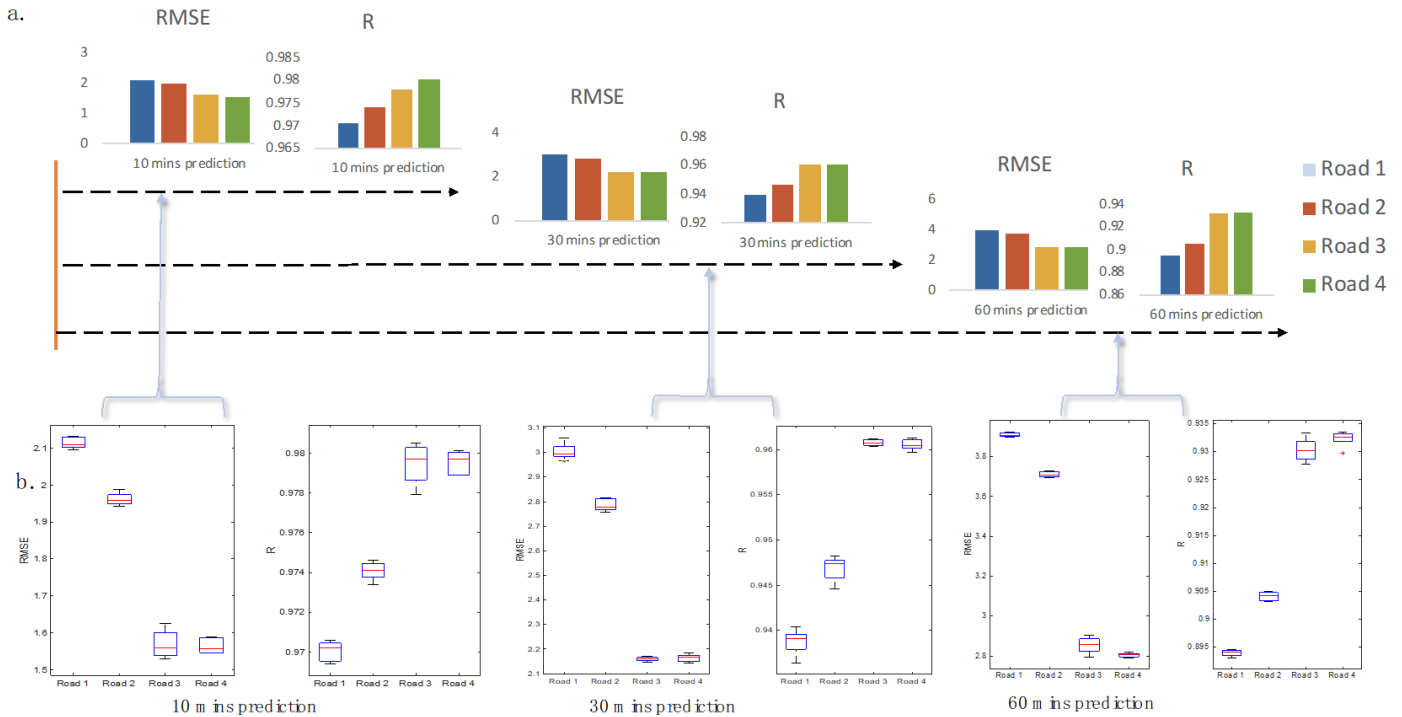 a.
RMSE
3
2
1
0
10 mins prediction
R
0.985
0.98
0.975
0.97
0.965
10 mins prediction
RMSE
4
2
0
30 mins prediction
R
0.98
0.96
0.94
0.92
30 mins prediction
RMSE
6
4
2
0
60 mins prediction
R
0.94
0.92
0.9
0.88
0.86
60 mins prediction
Road 1
Road 2
Road 3
Road 4
b.
RMSE
2.1
2
1.9
1.8
1.7
1.6
1.5
Road 1 Road 2 Road 3 Road 4
R
0.98
0.978
0.976
0.974
0.972
0.97
Road 1 Road 2 Road 3 Road 4
10 mins prediction
RMSE
3.1
3
2.9
2.8
2.7
2.6
2.5
2.4
2.3
2.2
2.1
Road 1 Road 2 Road 3 Road 4
R
0.96
0.955
0.95
0.945
0.94
Road 1 Road 2 Road 3 Road 4
30 mins prediction
RMSE
3.8
3.6
3.4
3.2
3
2.8
Road 1 Road 2 Road 3 Road 4
R
0.935
0.93
0.925
0.92
0.915
0.91
0.905
0.9
0.895
Road 1 Road 2 Road 3 Road 4
60 mins prediction